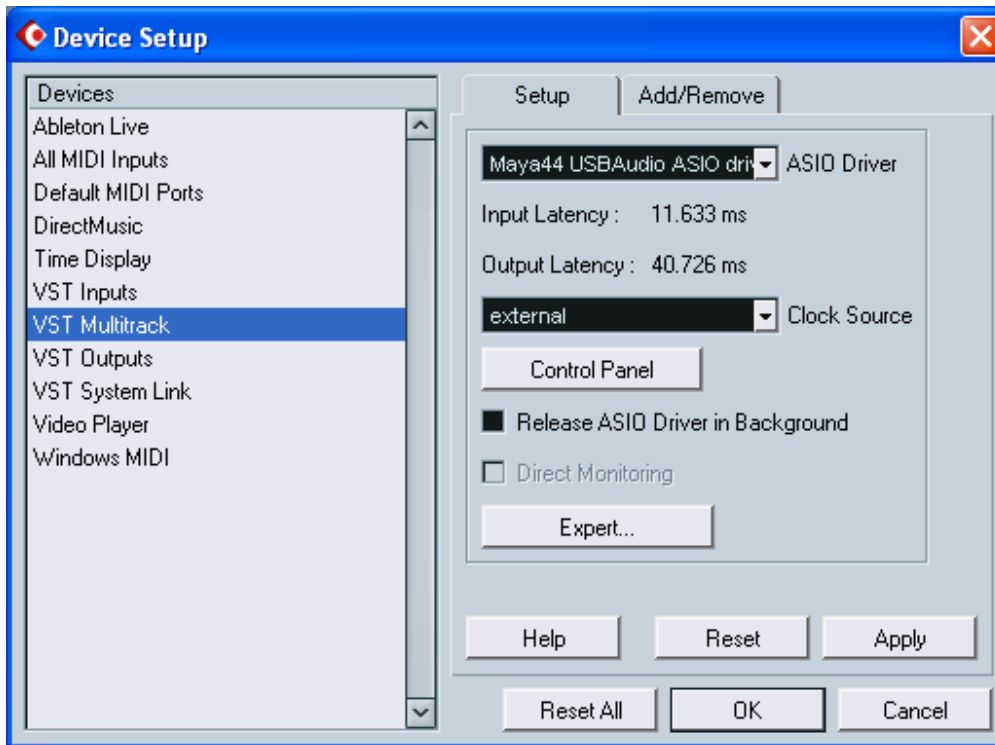 Device Setup
Devices
Ableton Live
All MIDI Inputs
Default MIDI Ports
DirectMusic
Time Display
VST Inputs
VST Multitrack
VST Outputs
VST System Link
Video Player
Windows MIDI
Setup
Add/Remove
Maya44 USBAudio ASIO driv ASIO Driver
Input Latency : 11.633 ms
Output Latency : 40.726 ms
external Clock Source
Control Panel
Release ASIO Driver in Background
Direct Monitoring
Expert...
Help Reset Apply
Reset All OK Cancel